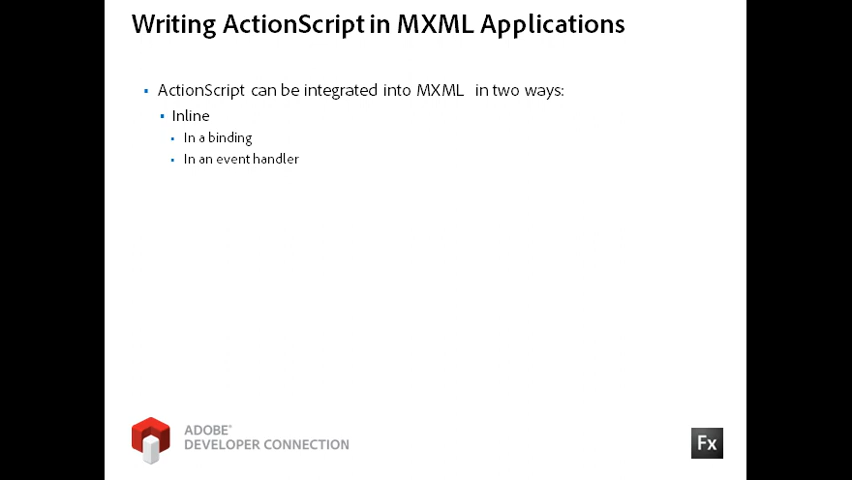 Writing ActionScript in MXML Applications
ActionScript can be integrated into MXML in two ways:
Inline
In a binding
In an event handler
ADOBE®
DEVELOPER CONNECTION
Fx